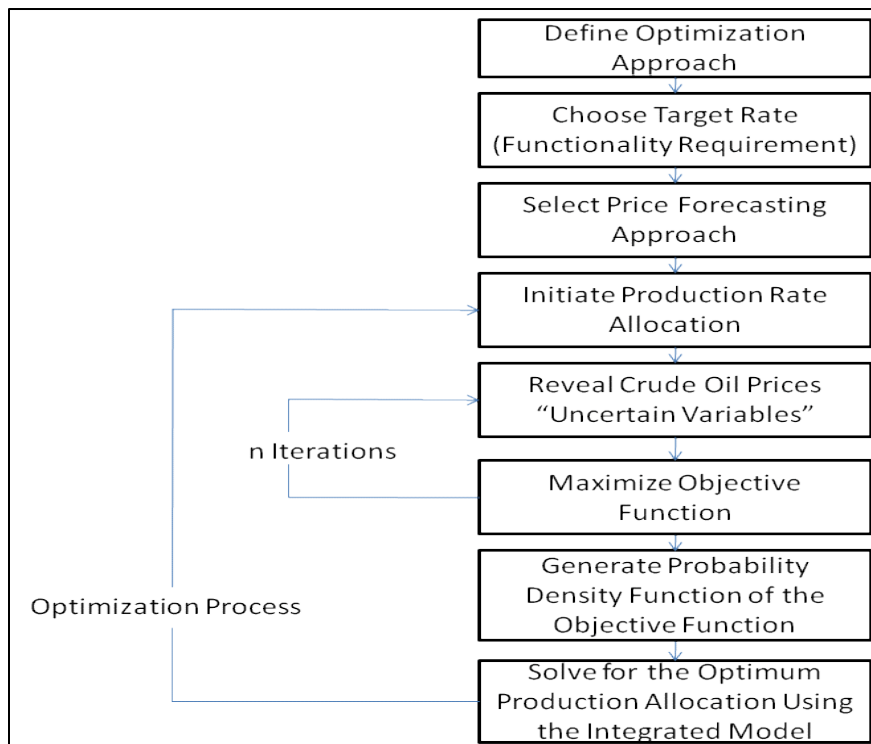 Define Optimization
Approach
Choose Target Rate
(Functionality Requirement)
Select Price Forecasting
Approach
Initiate Production Rate
Allocation
Reveal Crude Oil Prices
“Uncertain Variables”
n Iterations
Maximize Objective
Function
Generate Probability
Density Function of the
Objective Function
Optimization Process
Solve for the Optimum
Production Allocation Using
the Integrated Model